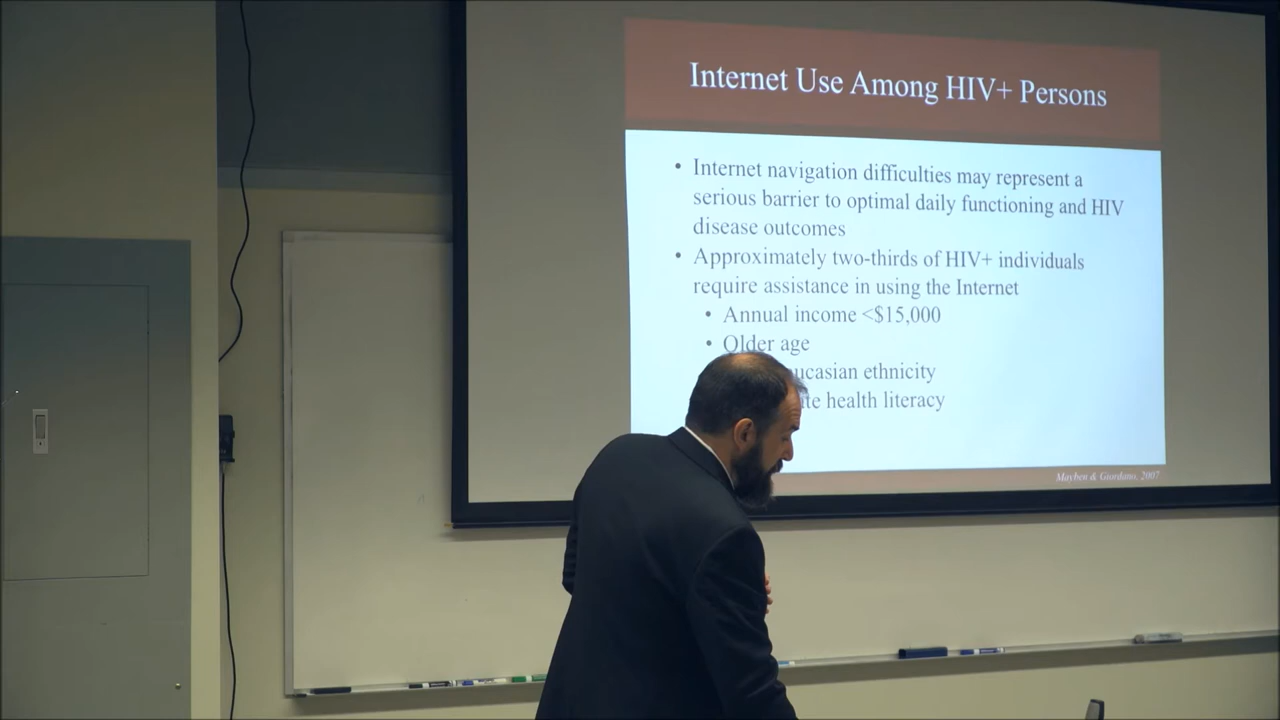 Internet Use Among HIV+ Persons
• Internet navigation difficulties may represent a
serious barrier to optimal daily functioning and HIV
disease outcomes
• Approximately two-thirds of HIV+ individuals
require assistance in using the Internet
• Annual income <$15,000
• Older age
ethnicity
health literacy
Mayben & Giordano, 2007